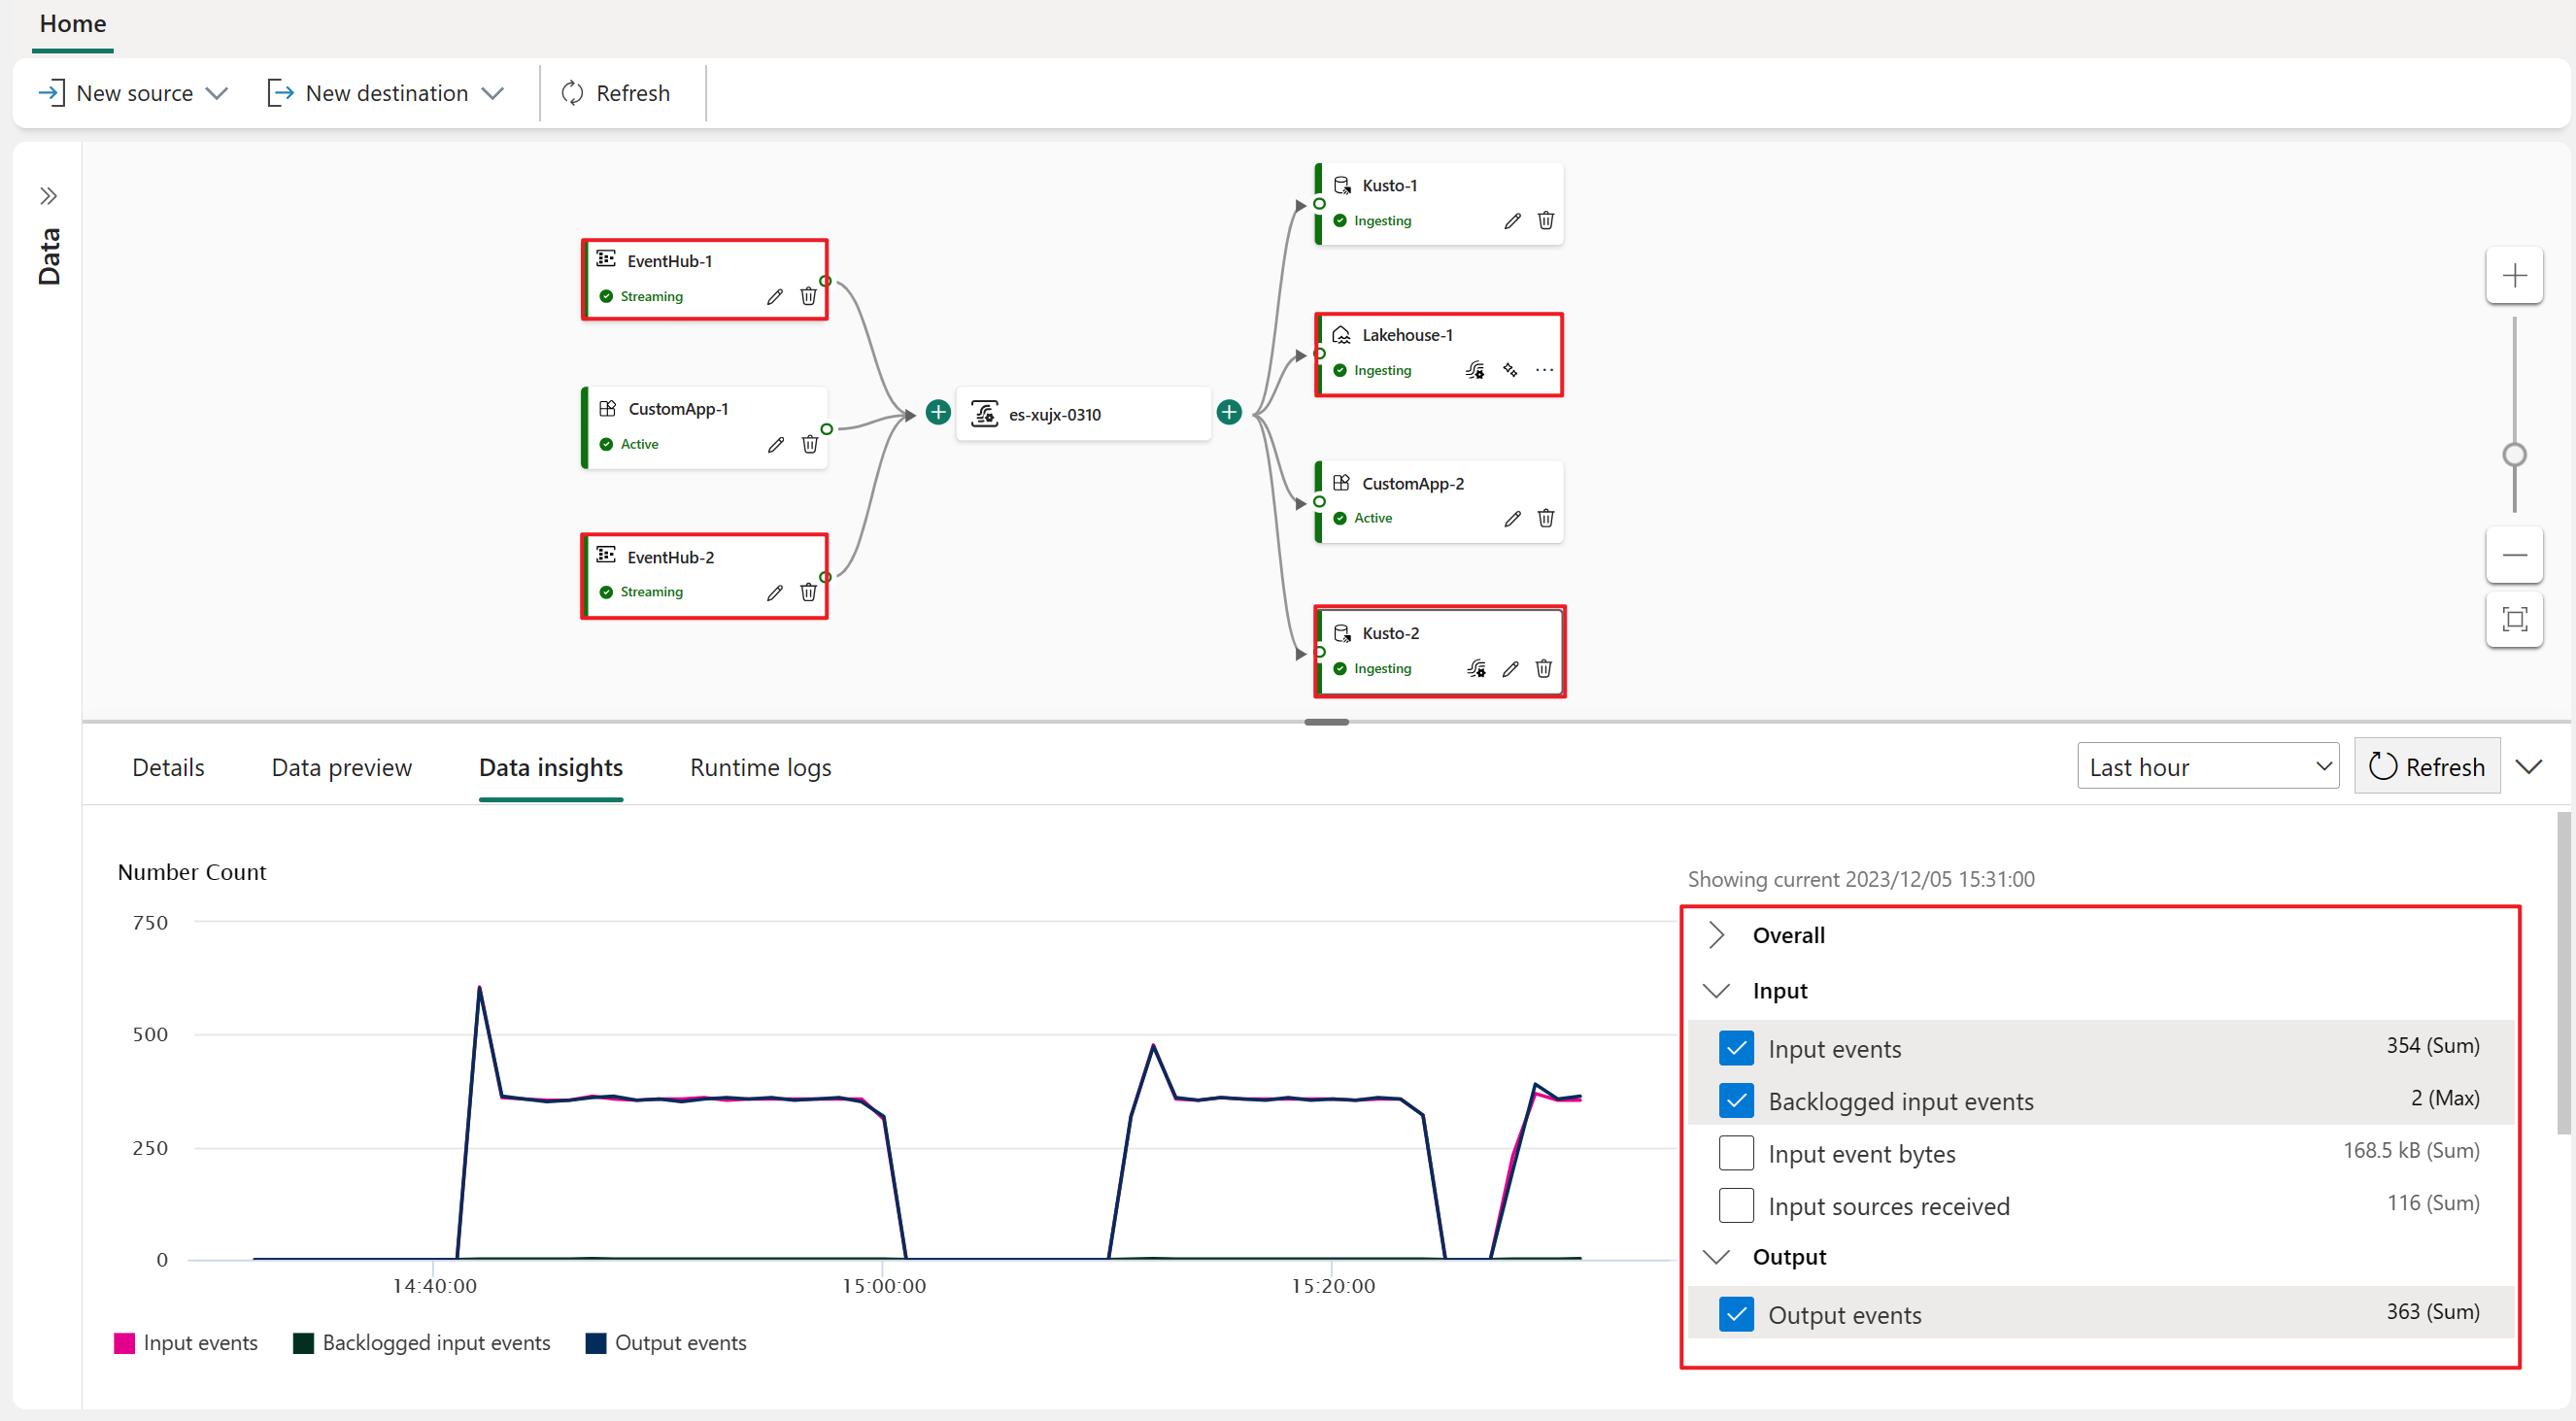 Home
New source
New destination
Refresh
Data
EventHub-1
Streaming
CustomApp-1
Active
EventHub-2
Streaming
es-xujx-0310
Kusto-1
Ingesting
Lakehouse-1
Ingesting
CustomApp-2
Active
Kusto-2
Ingesting
Details Data preview Data insights Runtime logs
Last hour
Refresh
Number Count
750
500
250
0
14:40:00 15:00:00 15:20:00
Input events Backlogged input events Output events
Showing current 2023/12/05 15:31:00
Overall
Input
Input events 354 (Sum)
Backlogged input events 2 (Max)
Input event bytes 168.5 kB (Sum)
Input sources received 116 (Sum)
Output
Output events 363 (Sum)